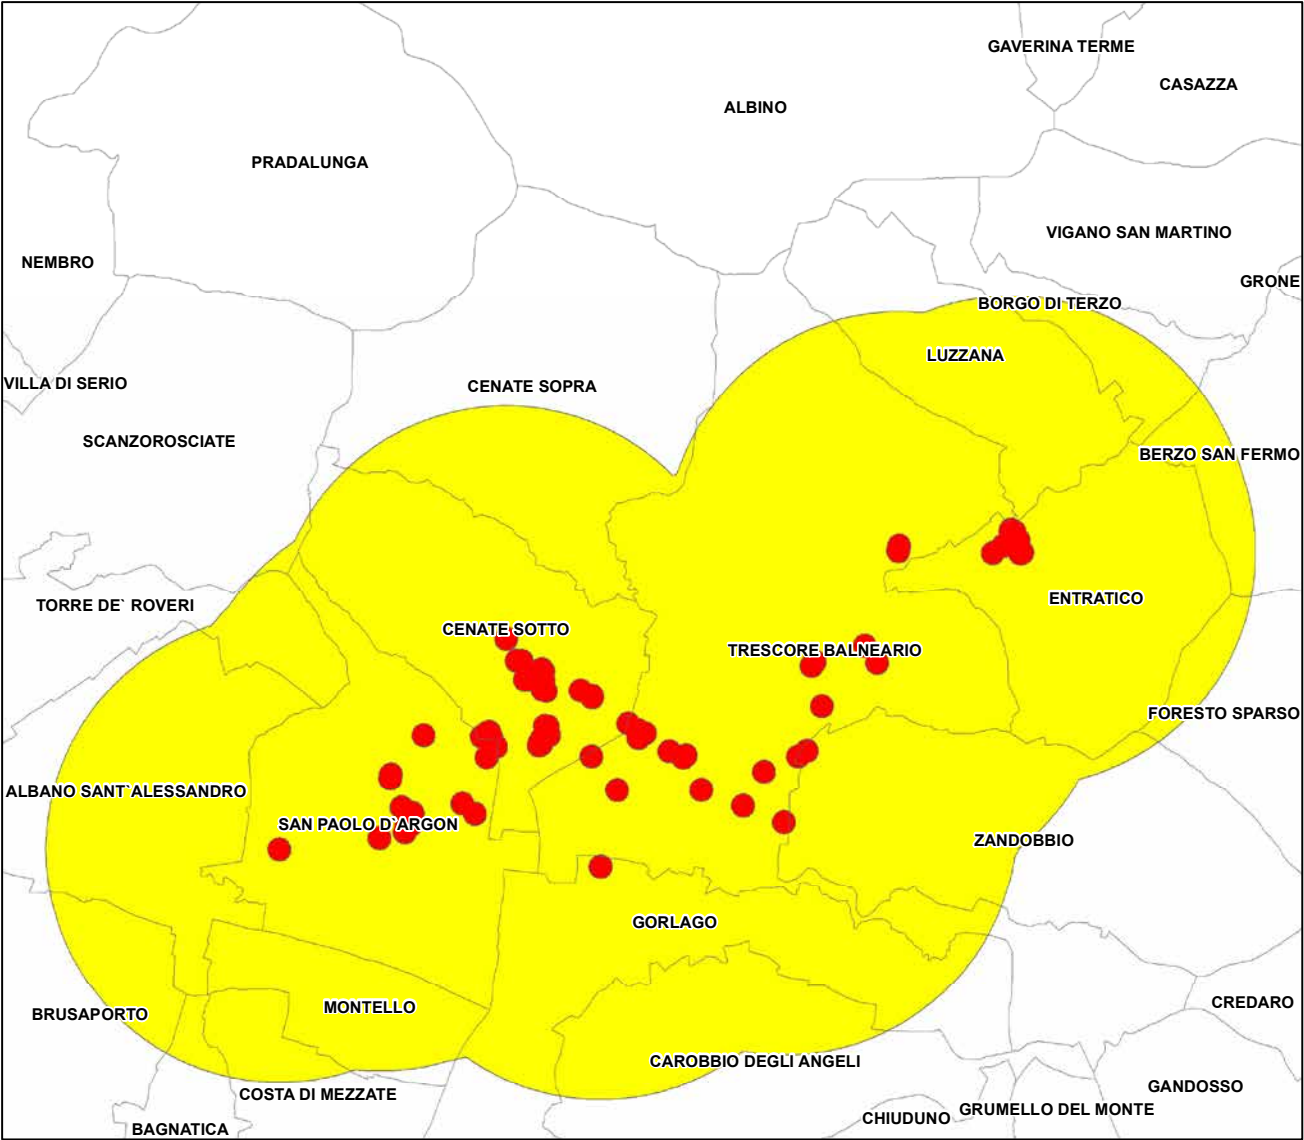 GAVERINA TERME
CASAZZA
ALBINO
PRADALUNGA
VIGANO SAN MARTINO
NEMBRO
GRONE
BORGO DI TERZO
LUZZANA
VILLA DI SERIO
CENATE SOPRA
SCANZOROSCIATE
BERZO SAN FERMO
ENTRATICO
TORRE DE` ROVERI
CENATE SOTTO
TRESCORE BALNEARIO
FORESTO SPARSO
ALBANO SANT`ALESSANDRO
SAN PAOLO D`ARGON
ZANDOBBIO
GORLAGO
CREDARO
MONTELLO
BRUSAPORTO
CAROBBIO DEGLI ANGELI
GANDOSSO
COSTA DI MEZZATE
GRUMELLO DEL MONTE
CHIUDUNO
BAGNATICA